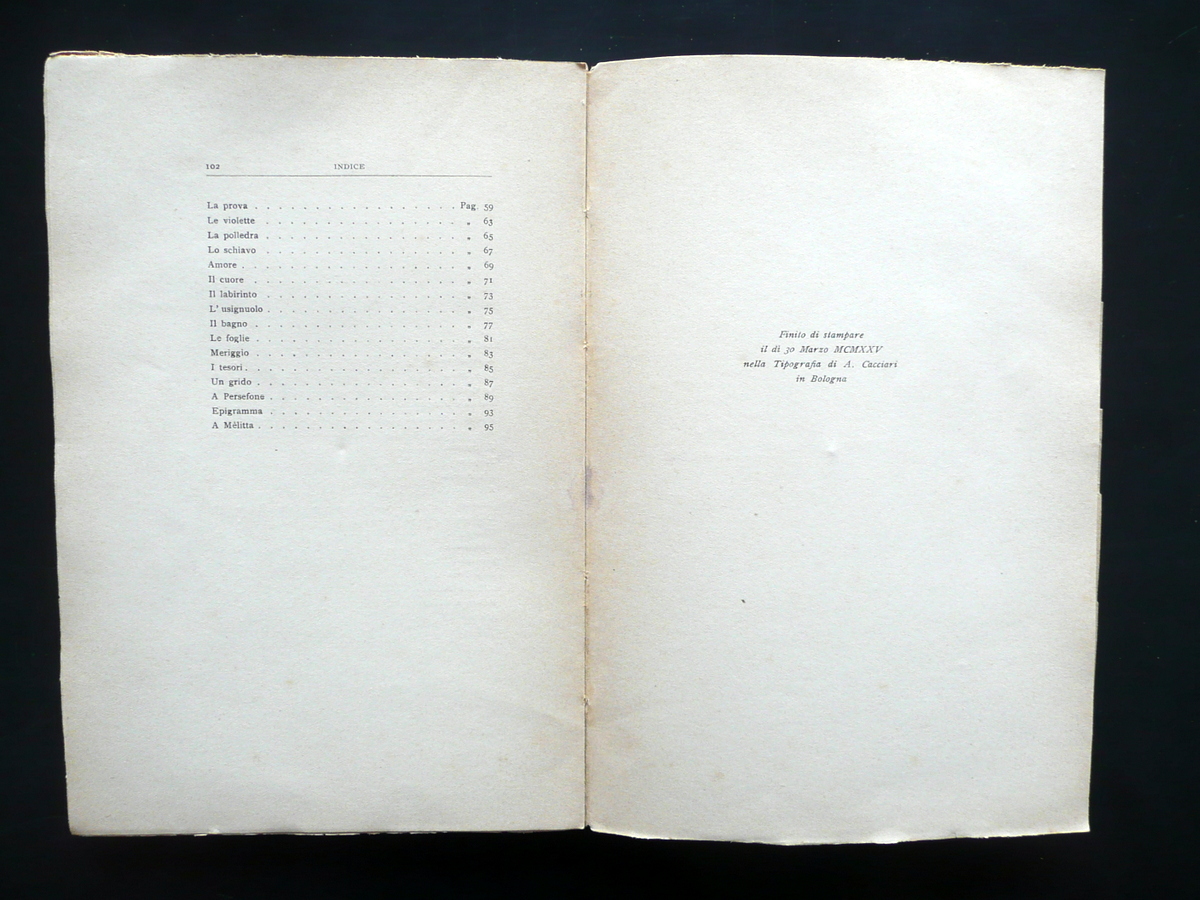 102 INDICE
La prova . . . . . . . . . . . . . . . . . Pag. 59
Le violette . . . . . . . . . . . . . . . . . „ 63
La polledra . . . . . . . . . . . . . . . . . „ 65
Lo schiavo . . . . . . . . . . . . . . . . . „ 67
Amore . . . . . . . . . . . . . . . . . „ 69
Il cuore . . . . . . . . . . . . . . . . . „ 71
Il labirinto . . . . . . . . . . . . . . . . . „ 73
L' usignuolo . . . . . . . . . . . . . . . . . „ 75
Il bagno . . . . . . . . . . . . . . . . . „ 77
Le foglie . . . . . . . . . . . . . . . . . „ 81
Meriggio . . . . . . . . . . . . . . . . . „ 83
I tesori . . . . . . . . . . . . . . . . . „ 85
Un grido . . . . . . . . . . . . . . . . . „ 87
A Persefone . . . . . . . . . . . . . . . . . „ 89
Epigramma . . . . . . . . . . . . . . . . . „ 93
A Mèlitta . . . . . . . . . . . . . . . . . „ 95
Finito di stampare
il dì 30 Marzo MCMXXV
nella Tipografia di A. Cacciari
in Bologna